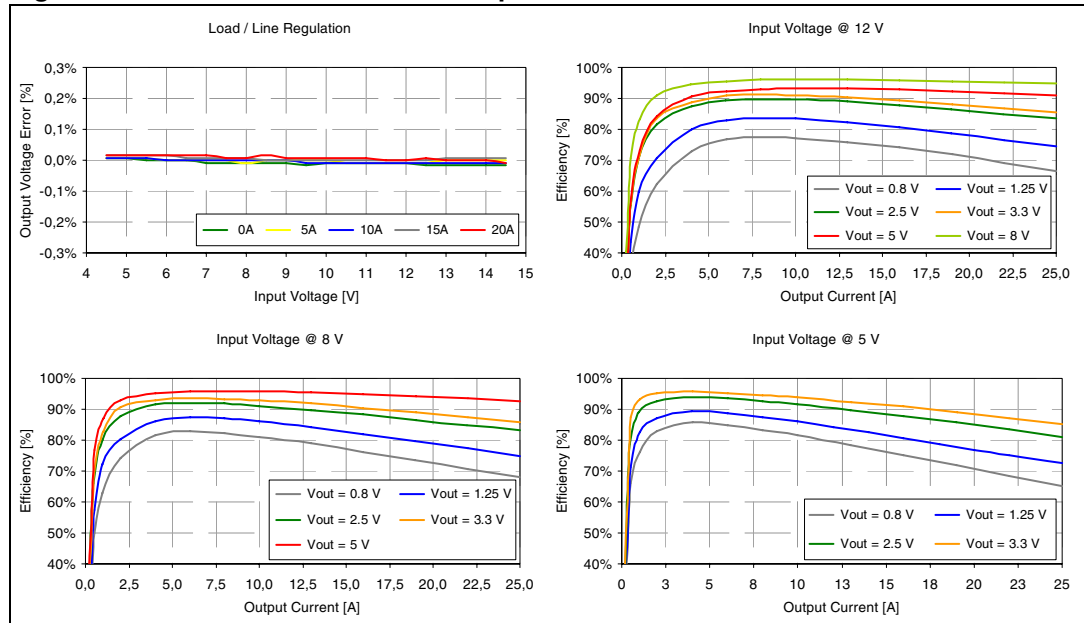 Load / Line Regulation
Output Voltage Error [%]
0,3%
0,2%
0,1%
0,0%
-0,1%
-0,2%
-0,3%
0A 5A 10A 15A 20A
4 5 6 7 8 9 10 11 12 13 14 15
Input Voltage [V]
Input Voltage @ 12 V
Efficiency [%]
100%
90%
80%
70%
60%
50%
40%
Vout = 0.8 V Vout = 1.25 V
Vout = 2.5 V Vout = 3.3 V
Vout = 5 V Vout = 8 V
0,0 2,5 5,0 7,5 10,0 12,5 15,0 17,5 20,0 22,5 25,0
Output Current [A]
Input Voltage @ 8 V
Efficiency [%]
100%
90%
80%
70%
60%
50%
40%
Vout = 0.8 V Vout = 1.25 V
Vout = 2.5 V Vout = 3.3 V
Vout = 5 V
0,0 2,5 5,0 7,5 10,0 12,5 15,0 17,5 20,0 22,5 25,0
Output Current [A]
Input Voltage @ 5 V
Efficiency [%]
100%
90%
80%
70%
60%
50%
40%
Vout = 0.8 V Vout = 1.25 V
Vout = 2.5 V Vout = 3.3 V
0 3 5 8 10 13 15 18 20 23 25
Output Current [A]